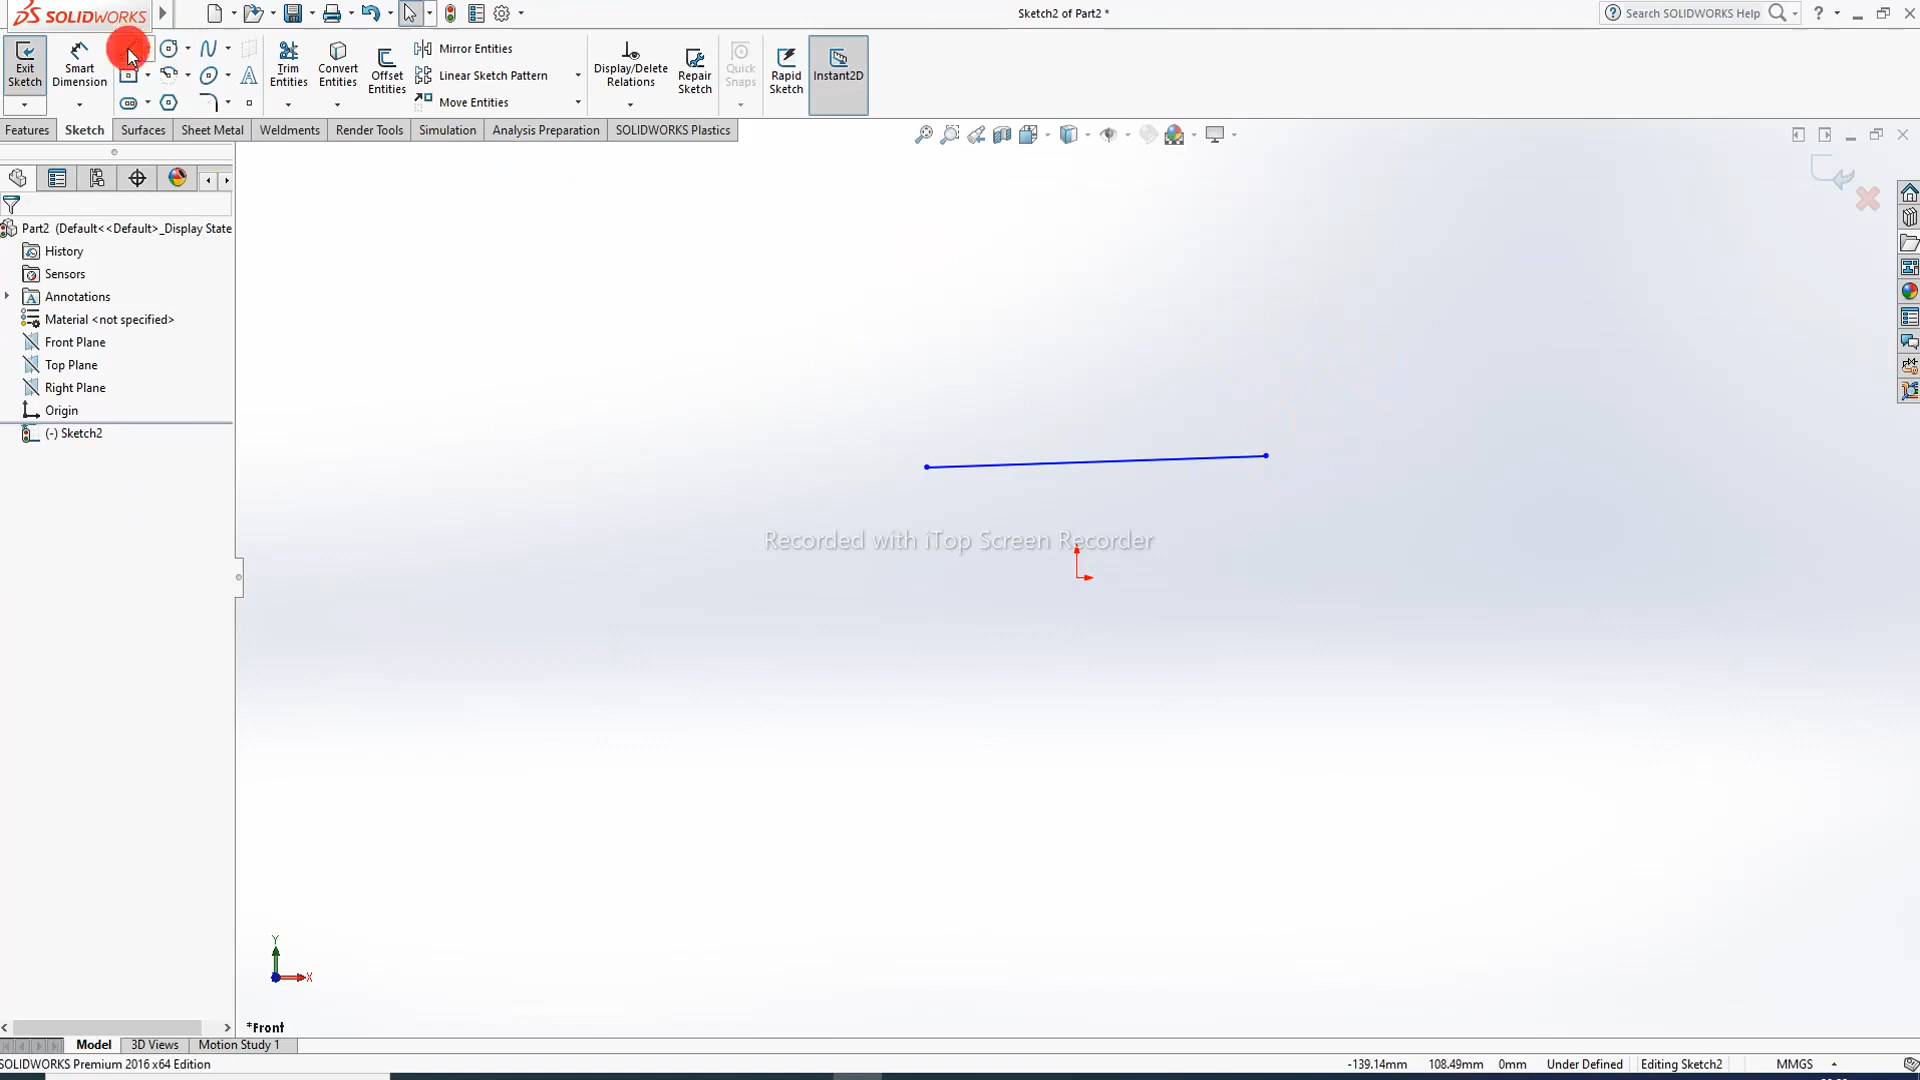 SOLIDWORKS
Sketch2 of Part2 *
Search SOLIDWORKS Help
?
Exit Sketch
Smart Dimension
Trim Entities
Convert Entities
Offset Entities
Mirror Entities
Linear Sketch Pattern
Move Entities
Display/Delete Relations
Repair Sketch
Quick Snaps
Rapid Sketch
Instant2D
Features
Sketch
Surfaces
Sheet Metal
Weldments
Render Tools
Simulation
Analysis Preparation
SOLIDWORKS Plastics
Part2 (Default<<Default>_Display State
History
Sensors
Annotations
Material <not specified>
Front Plane
Top Plane
Right Plane
Origin
(-) Sketch2
Recorded with iTop Screen Recorder
Y
X
*Front
Model
3D Views
Motion Study 1
SOLIDWORKS Premium 2016 x64 Edition
-139.14mm
108.49mm
0mm
Under Defined
Editing Sketch2
MMGS